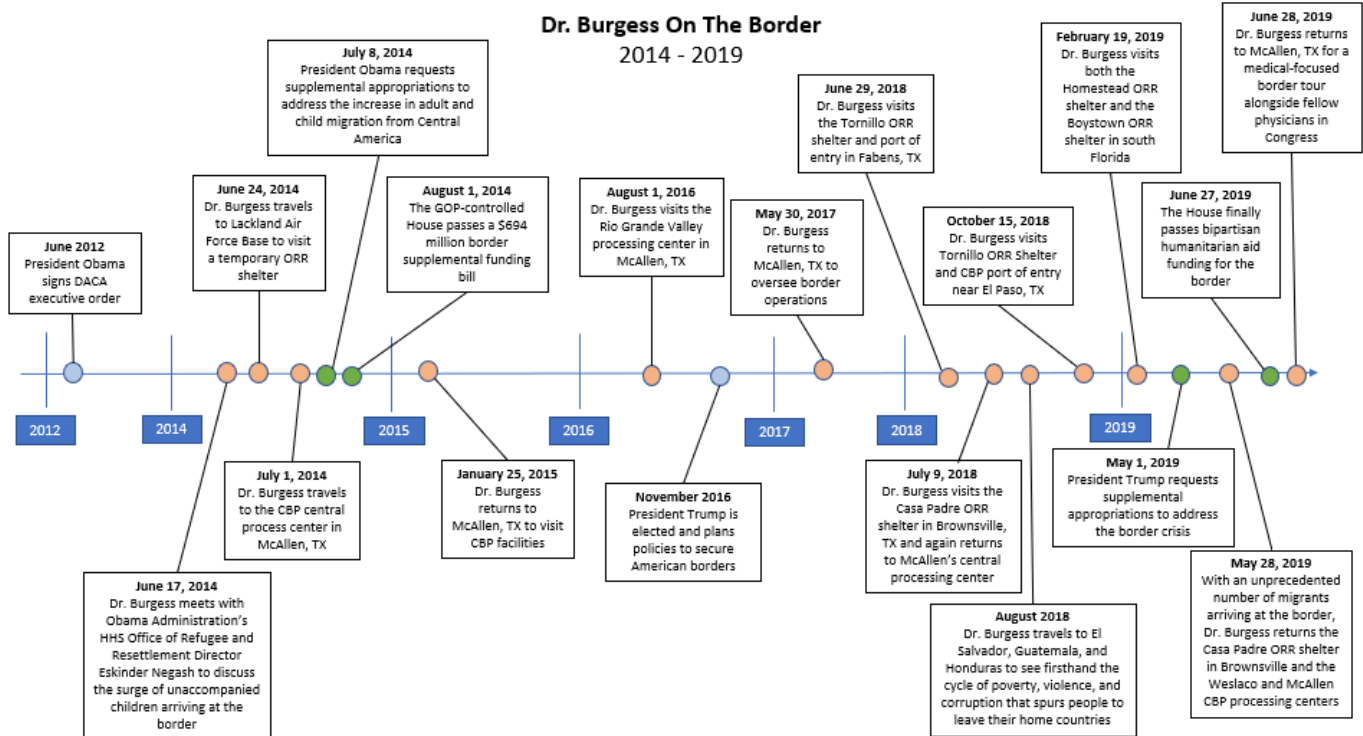 Dr. Burgess On The Border
2014 - 2019
June 2012
President Obama
signs DACA
executive order
June 24, 2014
Dr. Burgess travels
to Lackland Air
Force Base to visit
a temporary ORR
shelter
July 8, 2014
President Obama requests
supplemental appropriations to
address the increase in adult and
child migration from Central
America
August 1, 2014
The GOP-controlled
House passes a $694
million border
supplemental funding
bill
August 1, 2016
Dr. Burgess visits the
Rio Grande Valley
processing center in
McAllen, TX
May 30, 2017
Dr. Burgess
returns to
McAllen, TX to
oversee border
operations
June 29, 2018
Dr. Burgess visits
the Tornillo ORR
shelter and port of
entry in Fabens, TX
October 15, 2018
Dr. Burgess visits
Tornillo ORR Shelter
and CBP port of entry
near El Paso, TX
February 19, 2019
Dr. Burgess visits
both the
Homestead ORR
shelter and the
Boystown ORR
shelter in south
Florida
June 27, 2019
The House finally
passes bipartisan
humanitarian aid
funding for the
border
June 28, 2019
Dr. Burgess returns
to McAllen, TX for a
medical-focused
border tour
alongside fellow
physicians in
Congress
2012
2014
2015
2016
2017
2018
2019
June 17, 2014
Dr. Burgess meets with
Obama Administration's
HHS Office of Refugee and
Resettlement Director
Eskinder Negash to discuss
the surge of unaccompanied
children arriving at the
border
July 1, 2014
Dr. Burgess travels
to the CBP central
process center in
McAllen, TX
January 25, 2015
Dr. Burgess
returns to
McAllen, TX to visit
CBP facilities
November 2016
President Trump is
elected and plans
policies to secure
American borders
July 9, 2018
Dr. Burgess visits the
Casa Padre ORR
shelter in Brownsville,
TX and again returns
to McAllen's central
processing center
August 2018
Dr. Burgess travels to El
Salvador, Guatemala, and
Honduras to see firsthand the
cycle of poverty, violence, and
corruption that spurs people to
leave their home countries
May 1, 2019
President Trump requests
supplemental
appropriations to address
the border crisis
May 28, 2019
With an unprecedented
number of migrants
arriving at the border,
Dr. Burgess returns the
Casa Padre ORR shelter
in Brownsville and the
Weslaco and McAllen
CBP processing centers